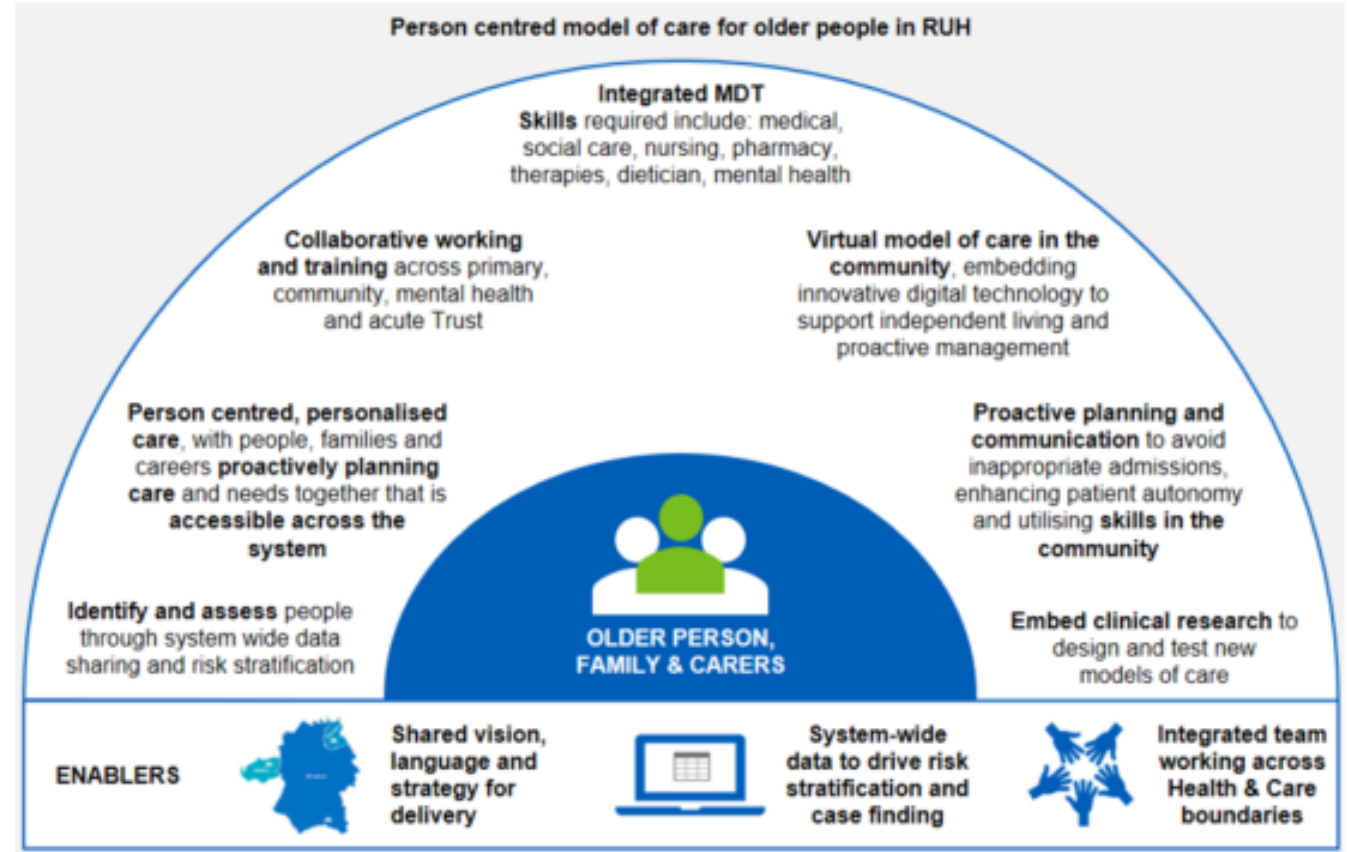 Person centred model of care for older people in RUH
Integrated MDT
Skills required include: medical,
social care, nursing, pharmacy,
therapies, dietician, mental health
Collaborative working
and training across primary,
community, mental health
and acute Trust
Virtual model of care in the
community, embedding
innovative digital technology to
support independent living and
proactive management
Person centred, personalised
care, with people, families and
careers proactively planning
care and needs together that is
accessible across the
system
Proactive planning and
communication to avoid
inappropriate admissions,
enhancing patient autonomy
and utilising skills in the
community
Identify and assess people
through system wide data
sharing and risk stratification
OLDER PERSON,
FAMILY & CARERS
Embed clinical research to
design and test new
models of care
ENABLERS
Shared vision,
language and
strategy for
delivery
System-wide
data to drive risk
stratification and
case finding
Integrated team
working across
Health & Care
boundaries